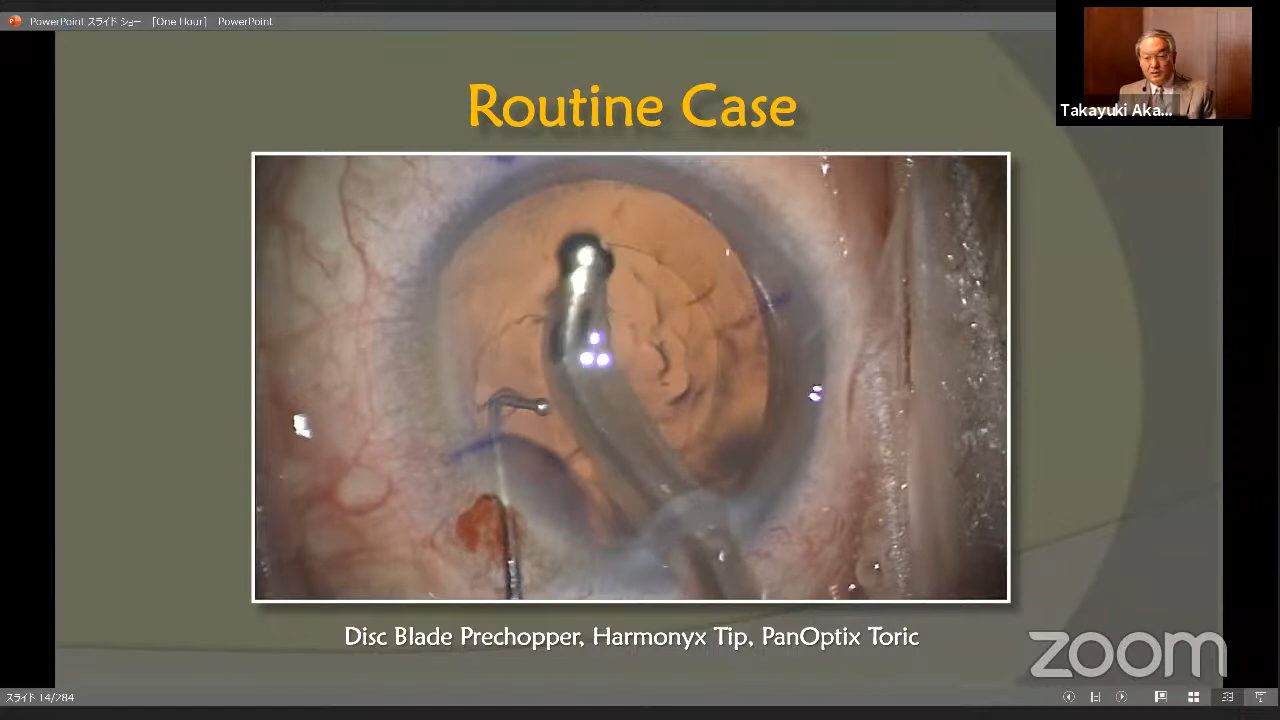 PowerPoint スライド ショー [One Hour] PowerPoint
Takayuki Aka...
Routine Case
Disc Blade Prechopper, Harmonyx Tip, PanOptix Toric
zoom
スライド 14/284